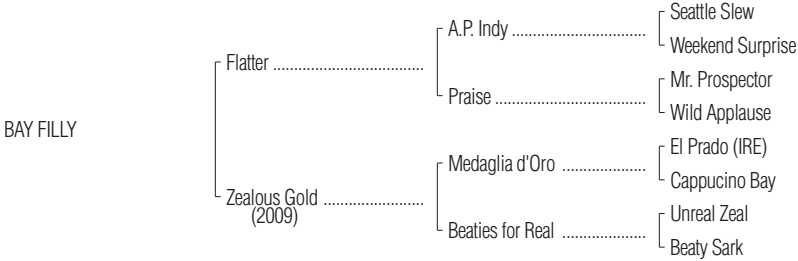 Seattle Slew
A.P. Indy ..................................
Weekend Surprise
Flatter ......................................
Mr. Prospector
Praise ......................................
Wild Applause
BAY FILLY
El Prado (IRE)
Medaglia d'Oro .....................
Cappucino Bay
Zealous Gold .........................
(2009)
Unreal Zeal
Beaties for Real .....................
Beaty Sark